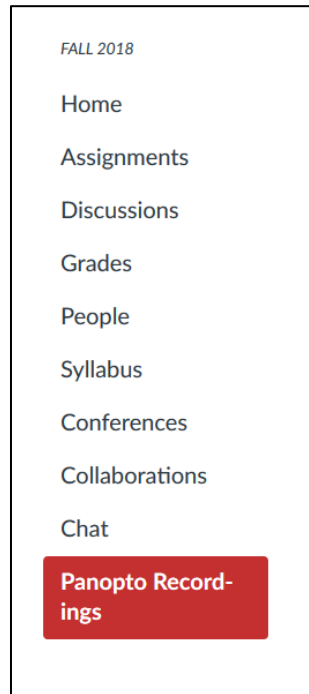 FALL 2018
Home
Assignments
Discussions
Grades
People
Syllabus
Conferences
Collaborations
Chat
Panopto Record-
ings